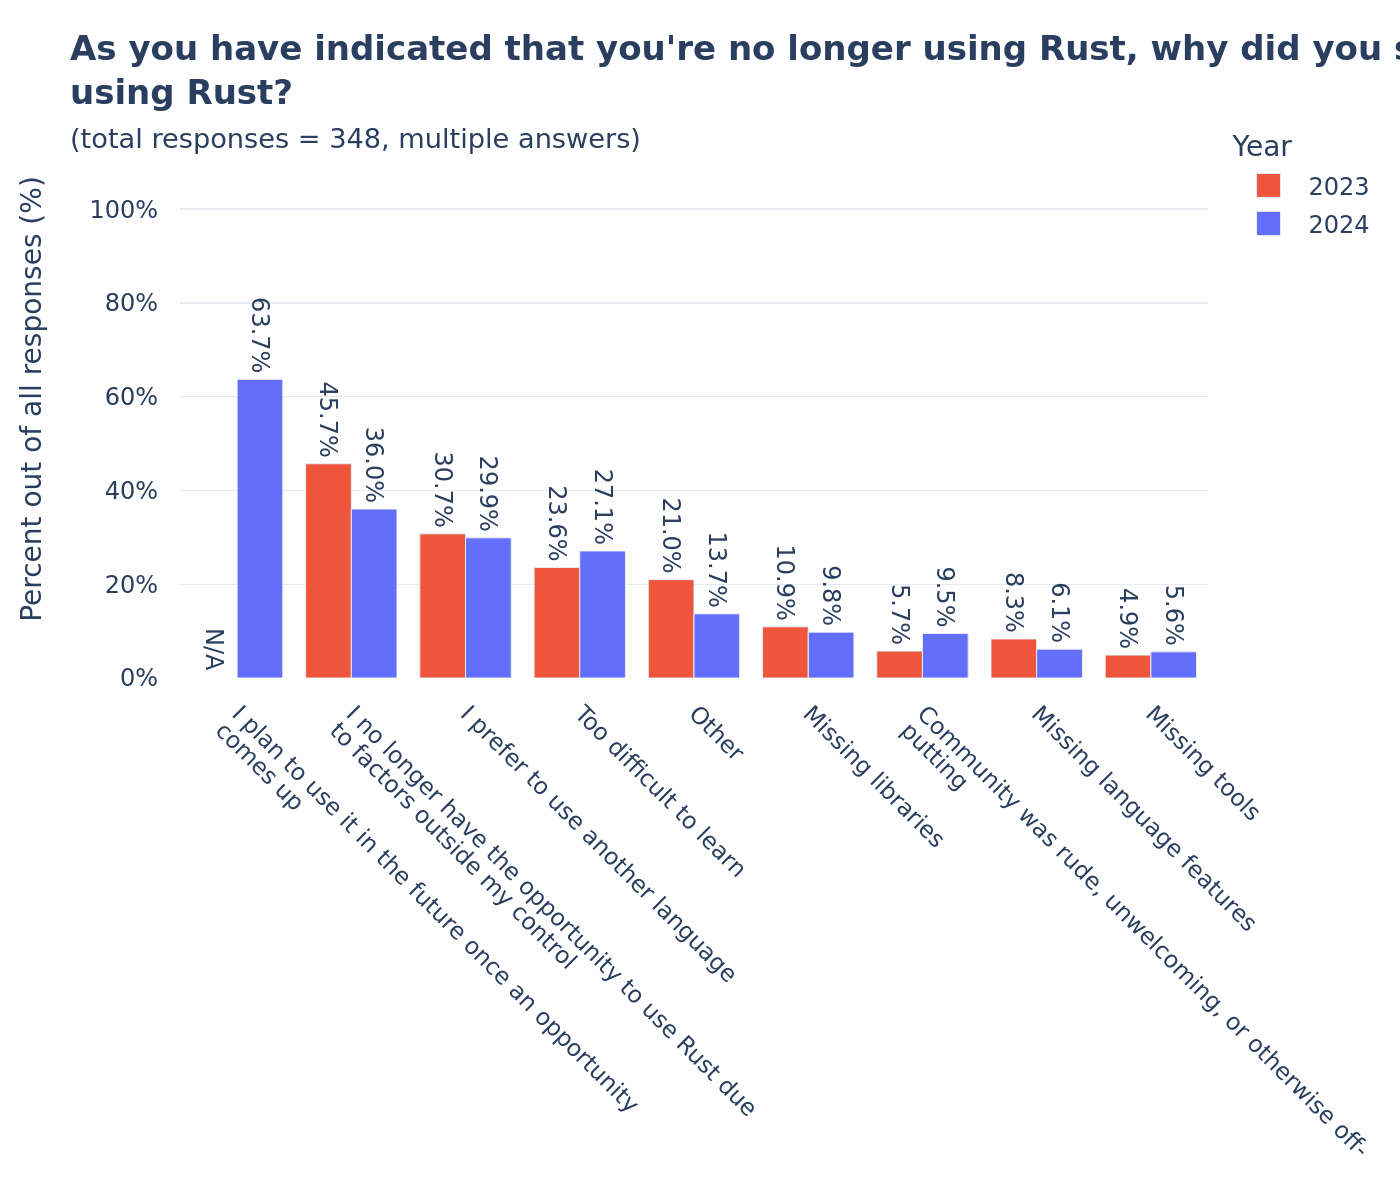 As you have indicated that you're no longer using Rust, why did you
using Rust?
(total responses = 348, multiple answers)
Year
2023
2024
Percent out of all responses (%)
100%
80%
60%
40%
20%
0%
N/A
63.7%
45.7%
36.0%
30.7%
29.9%
23.6%
27.1%
21.0%
13.7%
10.9%
9.8%
5.7%
9.5%
8.3%
6.1%
4.9%
5.6%
I plan to use it in the future once an opportunity
comes up
I no longer have the opportunity to use Rust due
to factors outside my control
I prefer to use another language
Too difficult to learn
Other
Missing libraries
Community was rude, unwelcoming, or otherwise off-
putting
Missing language features
Missing tools